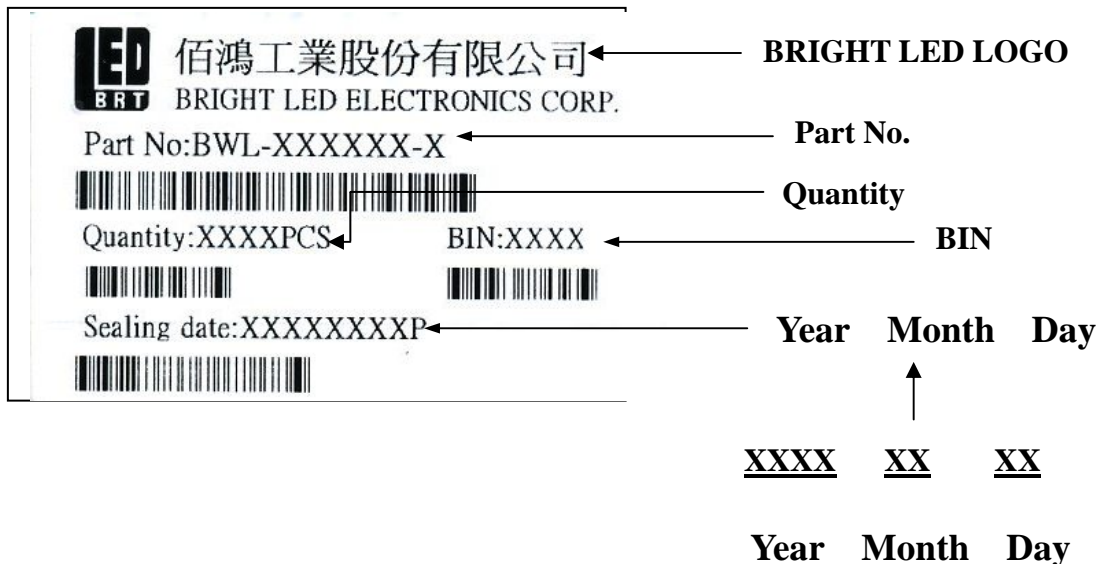 LED 佰鴻工業股份有限公司 BRIGHT LED LOGO
BRT BRIGHT LED ELECTRONICS CORP.
Part No:BWL-XXXXXX-X Part No.
Quantity
Quantity:XXXXPCS BIN:XXXX BIN
Sealing date:XXXXXXXXP Year Month Day
XXXX XX XX
Year Month Day